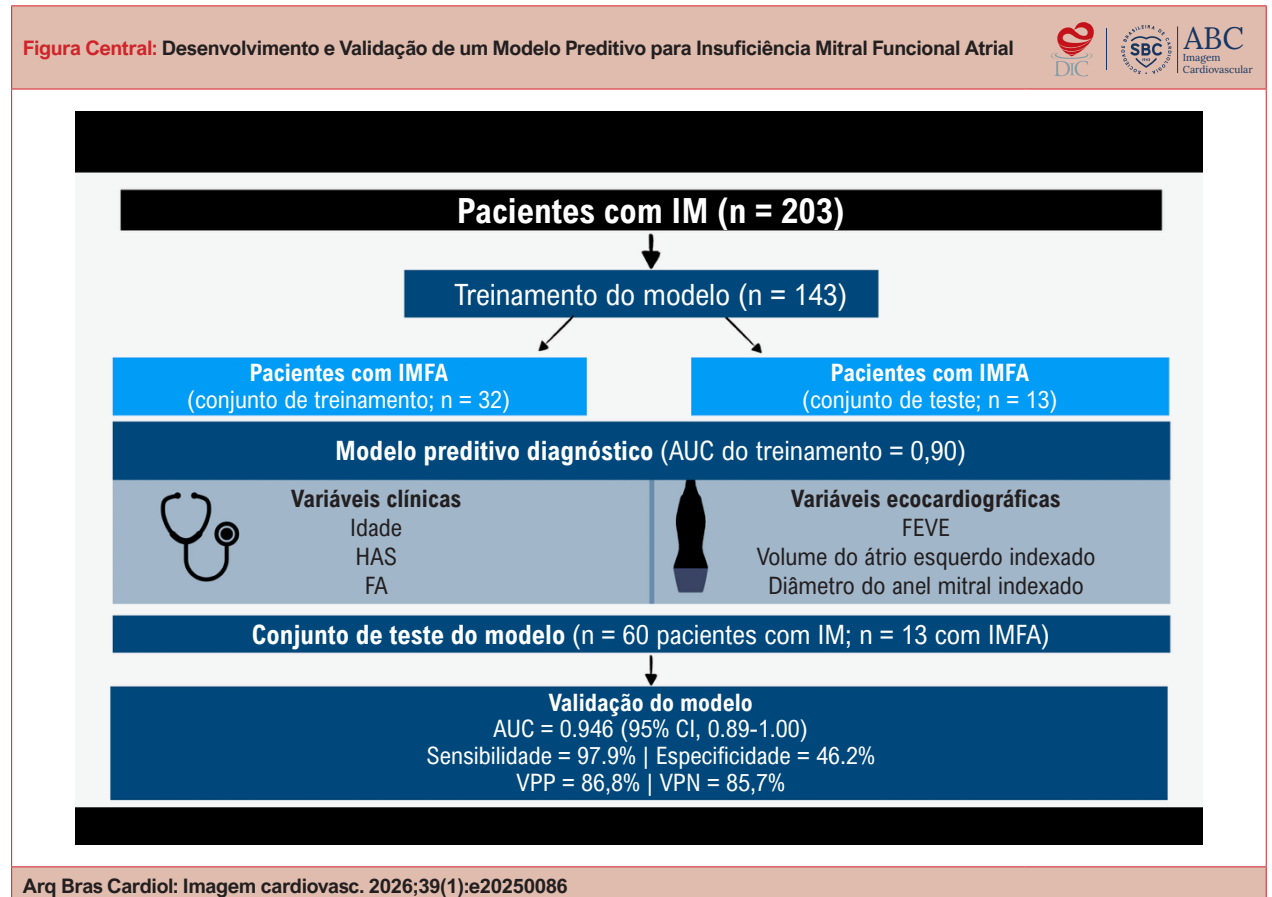 Figura Central: Desenvolvimento e Validação de um Modelo Preditivo para Insuficiência Mitral Funcional Atrial
DIC
SOCIEDADE BRASILEIRA DE CARDIOLOGIA
SBC
ABC
Imagem
Cardiovascular
Pacientes com IM (n = 203)
Treinamento do modelo (n = 143)
Pacientes com IMFA
(conjunto de treinamento; n = 32)
Pacientes com IMFA
(conjunto de teste; n = 13)
Modelo preditivo diagnóstico (AUC do treinamento = 0,90)
Variáveis clínicas
Idade
HAS
FA
Variáveis ecocardiográficas
FEVE
Volume do átrio esquerdo indexado
Diâmetro do anel mitral indexado
Conjunto de teste do modelo (n = 60 pacientes com IM; n = 13 com IMFA)
Validação do modelo
AUC = 0.946 (95% CI, 0.89-1.00)
Sensibilidade = 97.9% | Especificidade = 46.2%
VPP = 86,8% | VPN = 85,7%
Arq Bras Cardiol: Imagem cardiovasc. 2026;39(1):e20250086